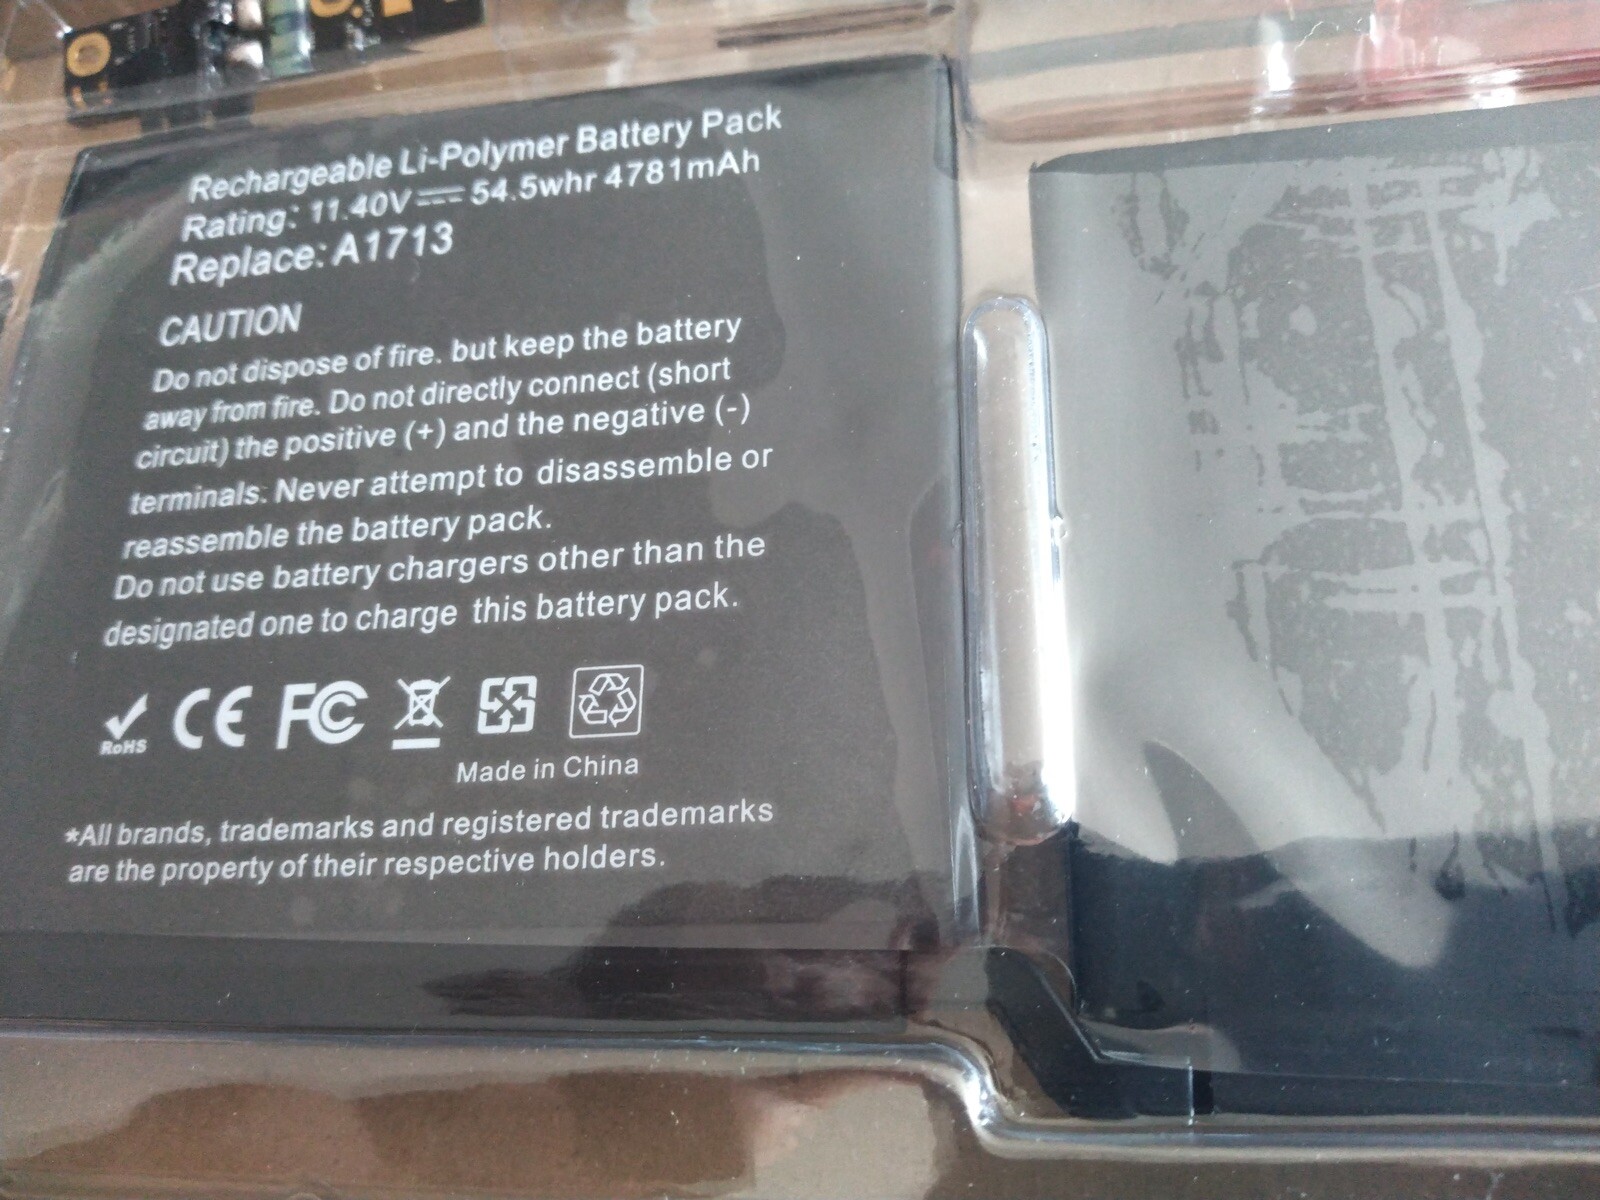 Rechargeable Li-Polymer Battery Pack
Rating: 11.40V⎓54.5whr 4781mAh
Replace: A1713
CAUTION
Do not dispose of fire. but keep the battery
away from fire. Do not directly connect (short
circuit) the positive (+) and the negative (-)
terminals. Never attempt to disassemble or
reassemble the battery pack.
Do not use battery chargers other than the
designated one to charge this battery pack.
RoHS CE FC
Made in China
*All brands, trademarks and registered trademarks
are the property of their respective holders.